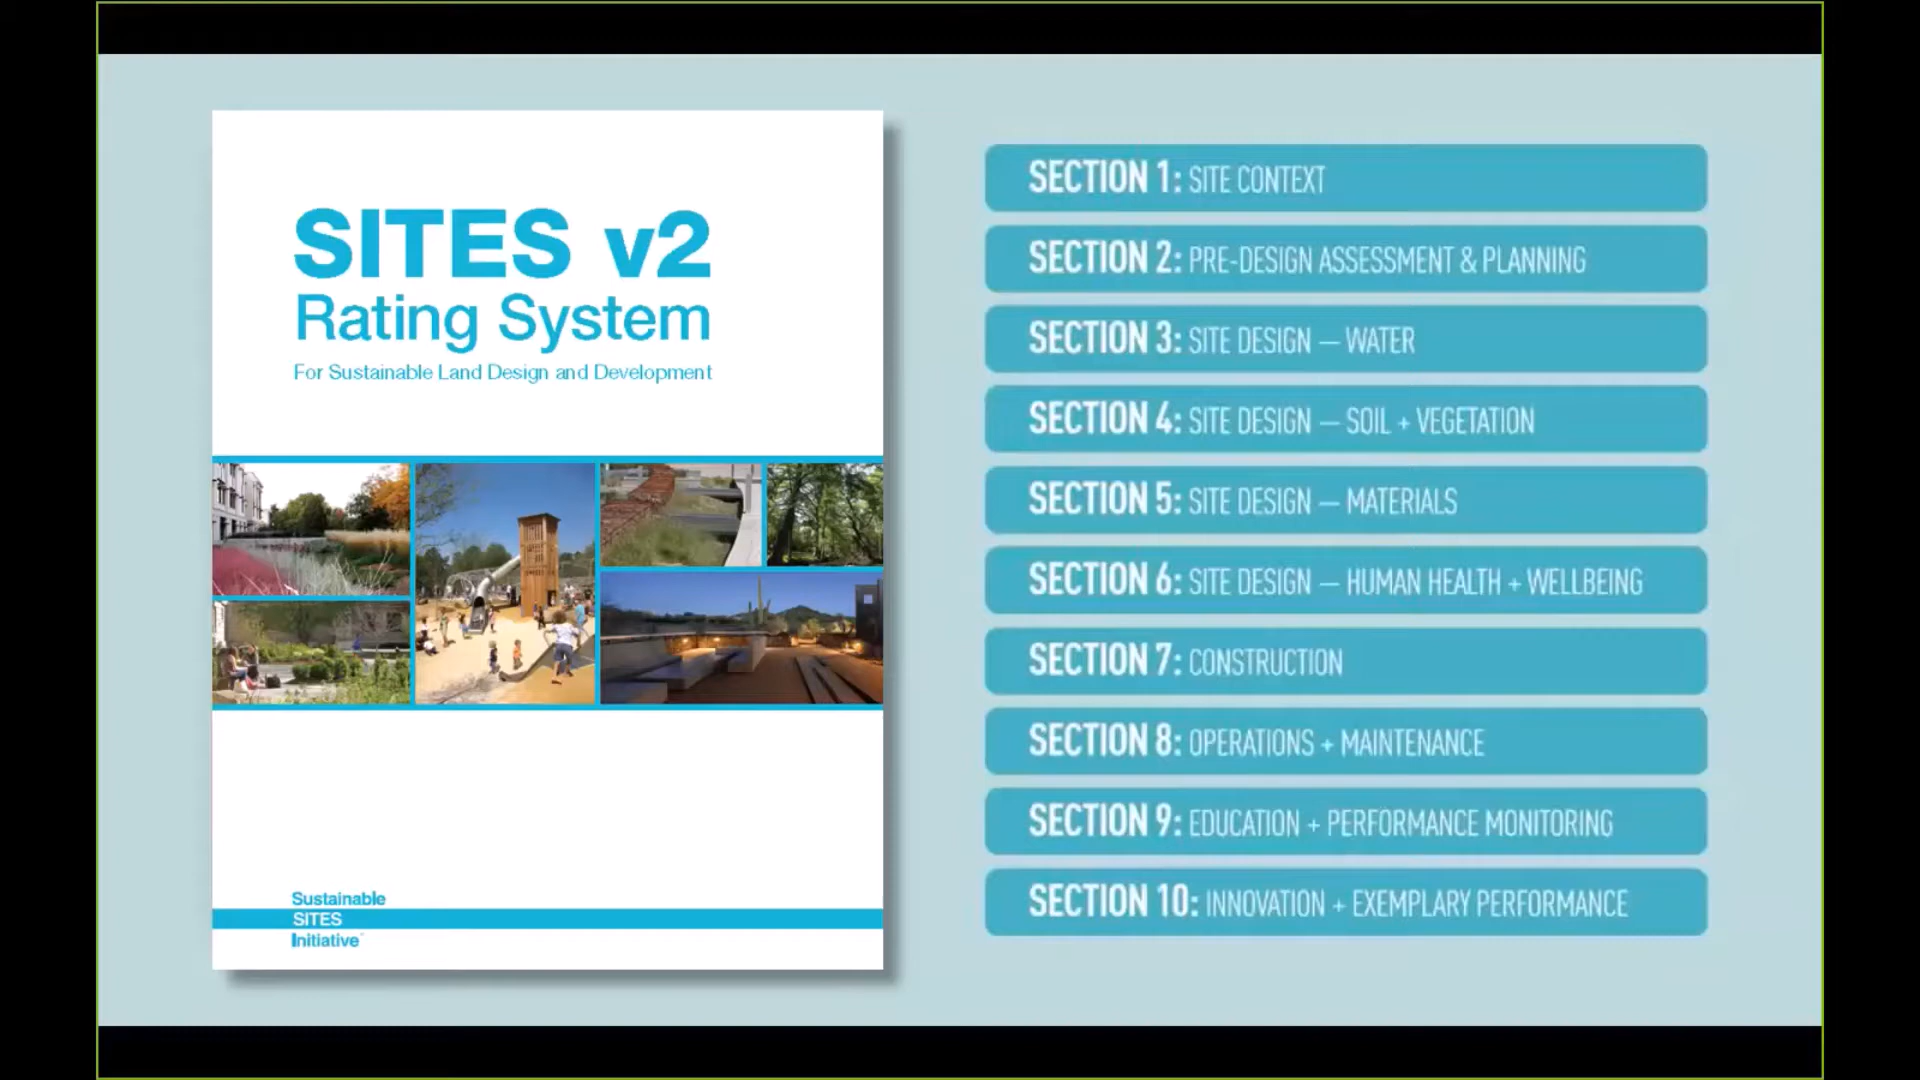 SITES v2
Rating System
For Sustainable Land Design and Development
Sustainable
SITES
Initiative
SECTION 1: SITE CONTEXT
SECTION 2: PRE-DESIGN ASSESSMENT & PLANNING
SECTION 3: SITE DESIGN — WATER
SECTION 4: SITE DESIGN — SOIL + VEGETATION
SECTION 5: SITE DESIGN — MATERIALS
SECTION 6: SITE DESIGN — HUMAN HEALTH + WELLBEING
SECTION 7: CONSTRUCTION
SECTION 8: OPERATIONS + MAINTENANCE
SECTION 9: EDUCATION + PERFORMANCE MONITORING
SECTION 10: INNOVATION + EXEMPLARY PERFORMANCE